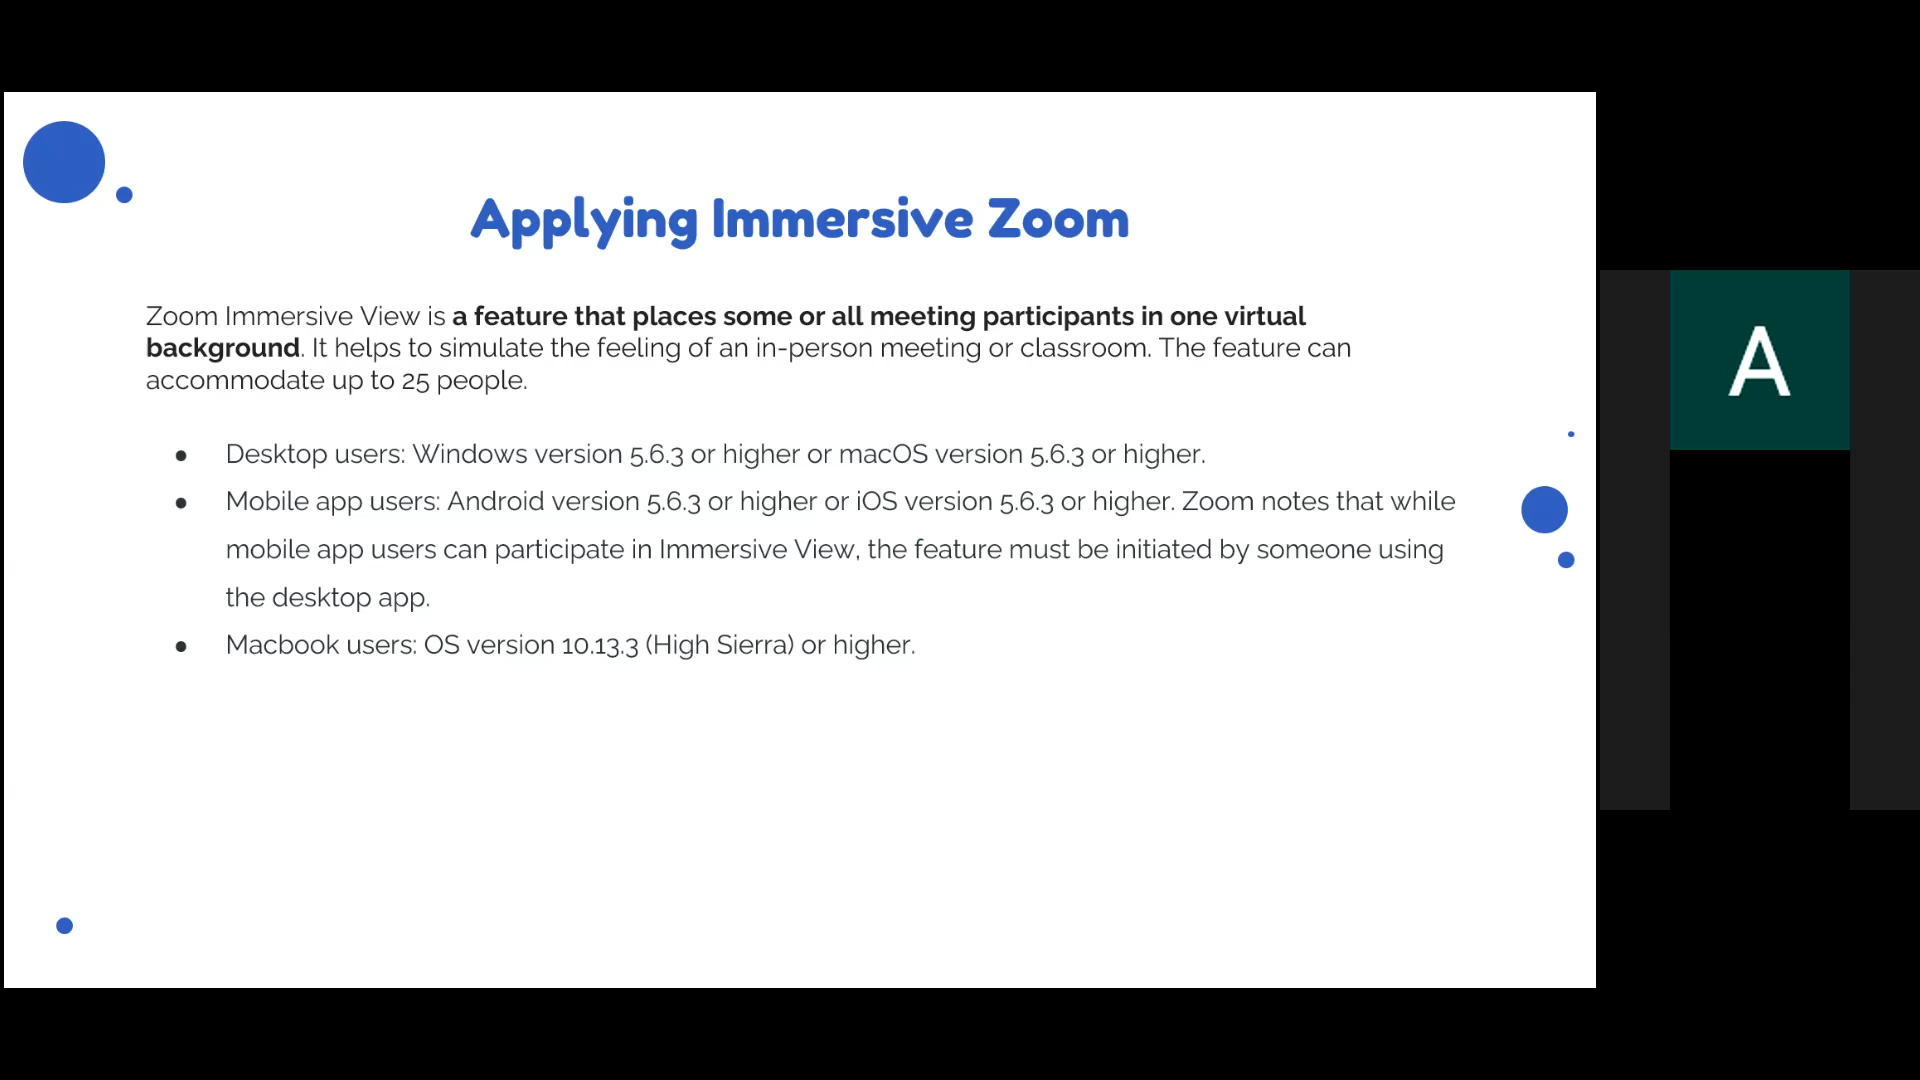 Applying Immersive Zoom
Zoom Immersive View is a feature that places some or all meeting participants in one virtual
background. It helps to simulate the feeling of an in-person meeting or classroom. The feature can
accommodate up to 25 people.
● Desktop users: Windows version 5.6.3 or higher or macOS version 5.6.3 or higher.
● Mobile app users: Android version 5.6.3 or higher or iOS version 5.6.3 or higher. Zoom notes that while
mobile app users can participate in Immersive View, the feature must be initiated by someone using
the desktop app.
● Macbook users: OS version 10.13.3 (High Sierra) or higher.
A